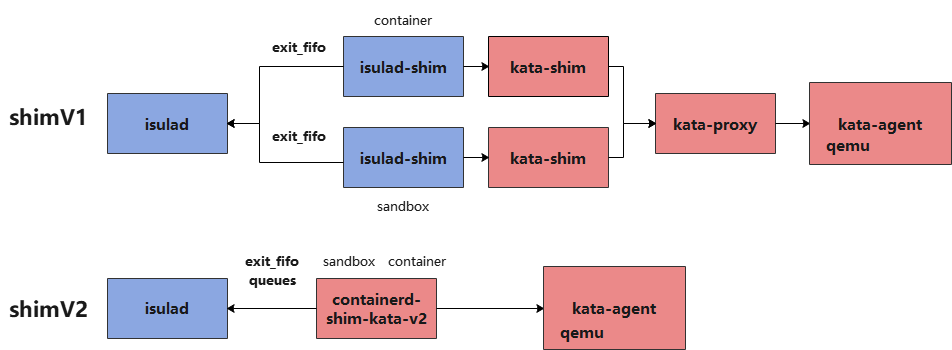 container
exit_fifo
isulad-shim
kata-shim
shimV1
isulad
kata-proxy
kata-agent
qemu
exit_fifo
isulad-shim
kata-shim
sandbox
exit_fifo
queues
sandbox
container
shimV2
isulad
containerd-
shim-kata-v2
kata-agent
qemu